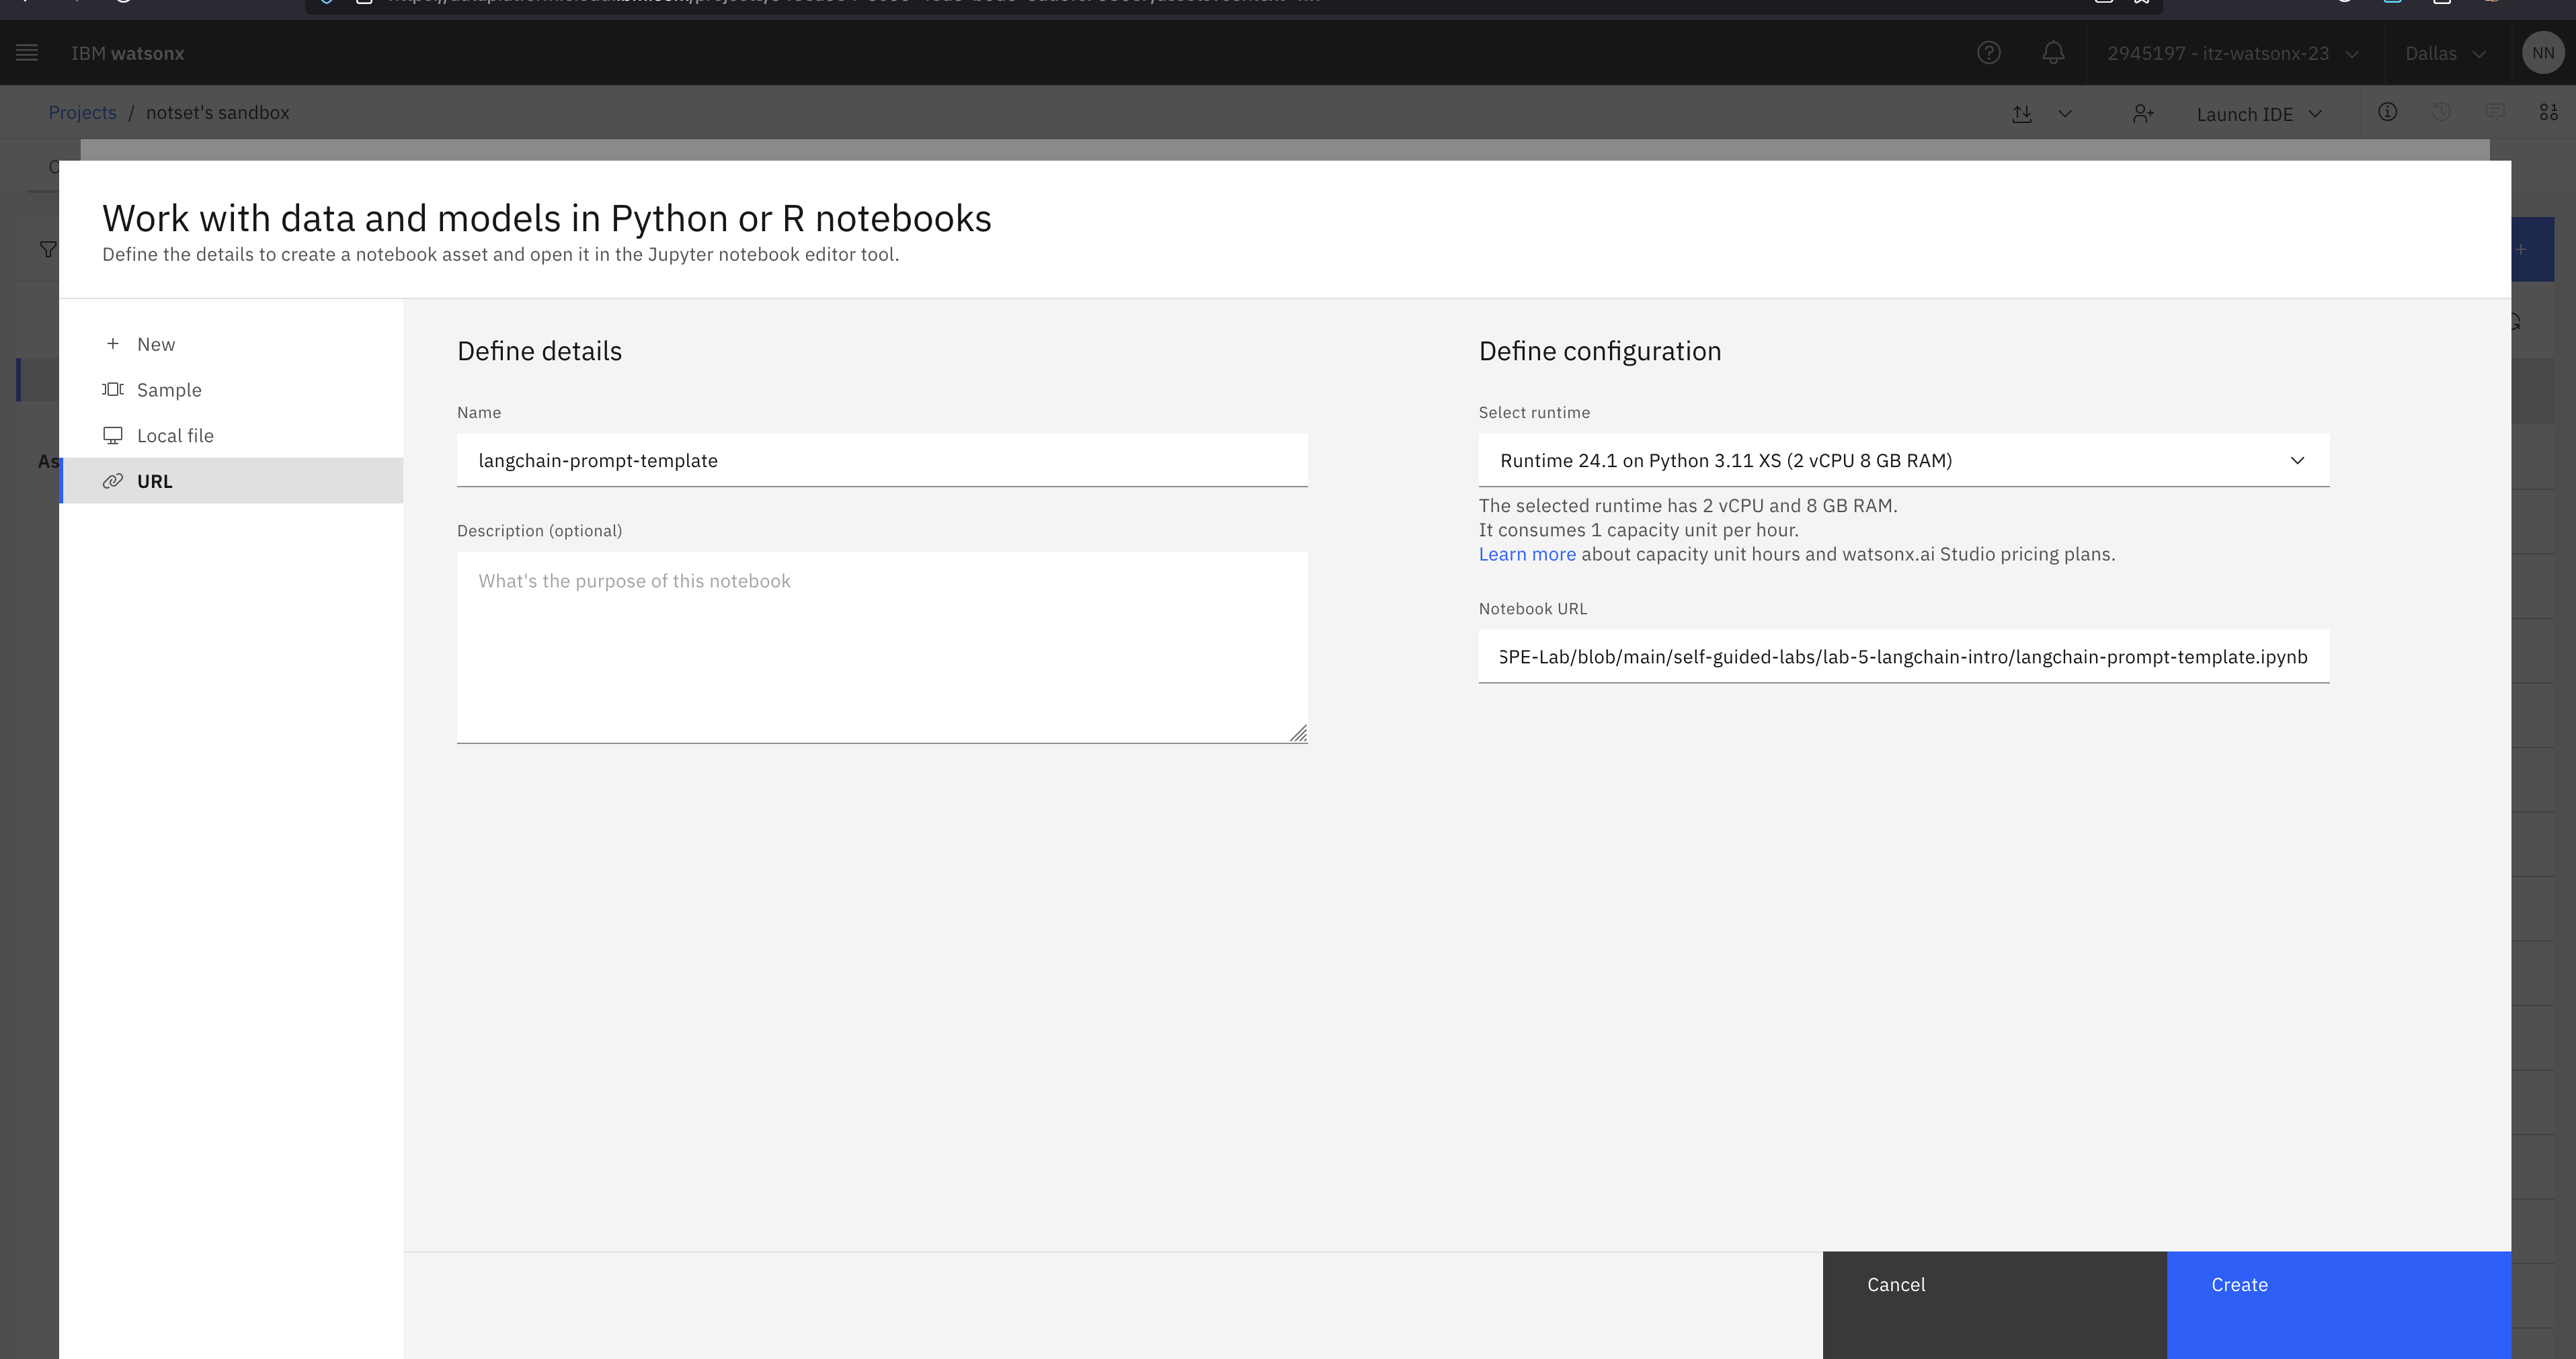 IBM watsonx
2945197 - itz-watsonx-23
Dallas
NN
Projects / notset's sandbox
Launch IDE
Work with data and models in Python or R notebooks
Define the details to create a notebook asset and open it in the Jupyter notebook editor tool.
New
Sample
Local file
URL
Define details
Name
langchain-prompt-template
Description (optional)
What's the purpose of this notebook
Define configuration
Select runtime
Runtime 24.1 on Python 3.11 XS (2 vCPU 8 GB RAM)
The selected runtime has 2 vCPU and 8 GB RAM.
It consumes 1 capacity unit per hour.
Learn more about capacity unit hours and watsonx.ai Studio pricing plans.
Notebook URL
SPE-Lab/blob/main/self-guided-labs/lab-5-langchain-intro/langchain-prompt-template.ipynb
Cancel
Create